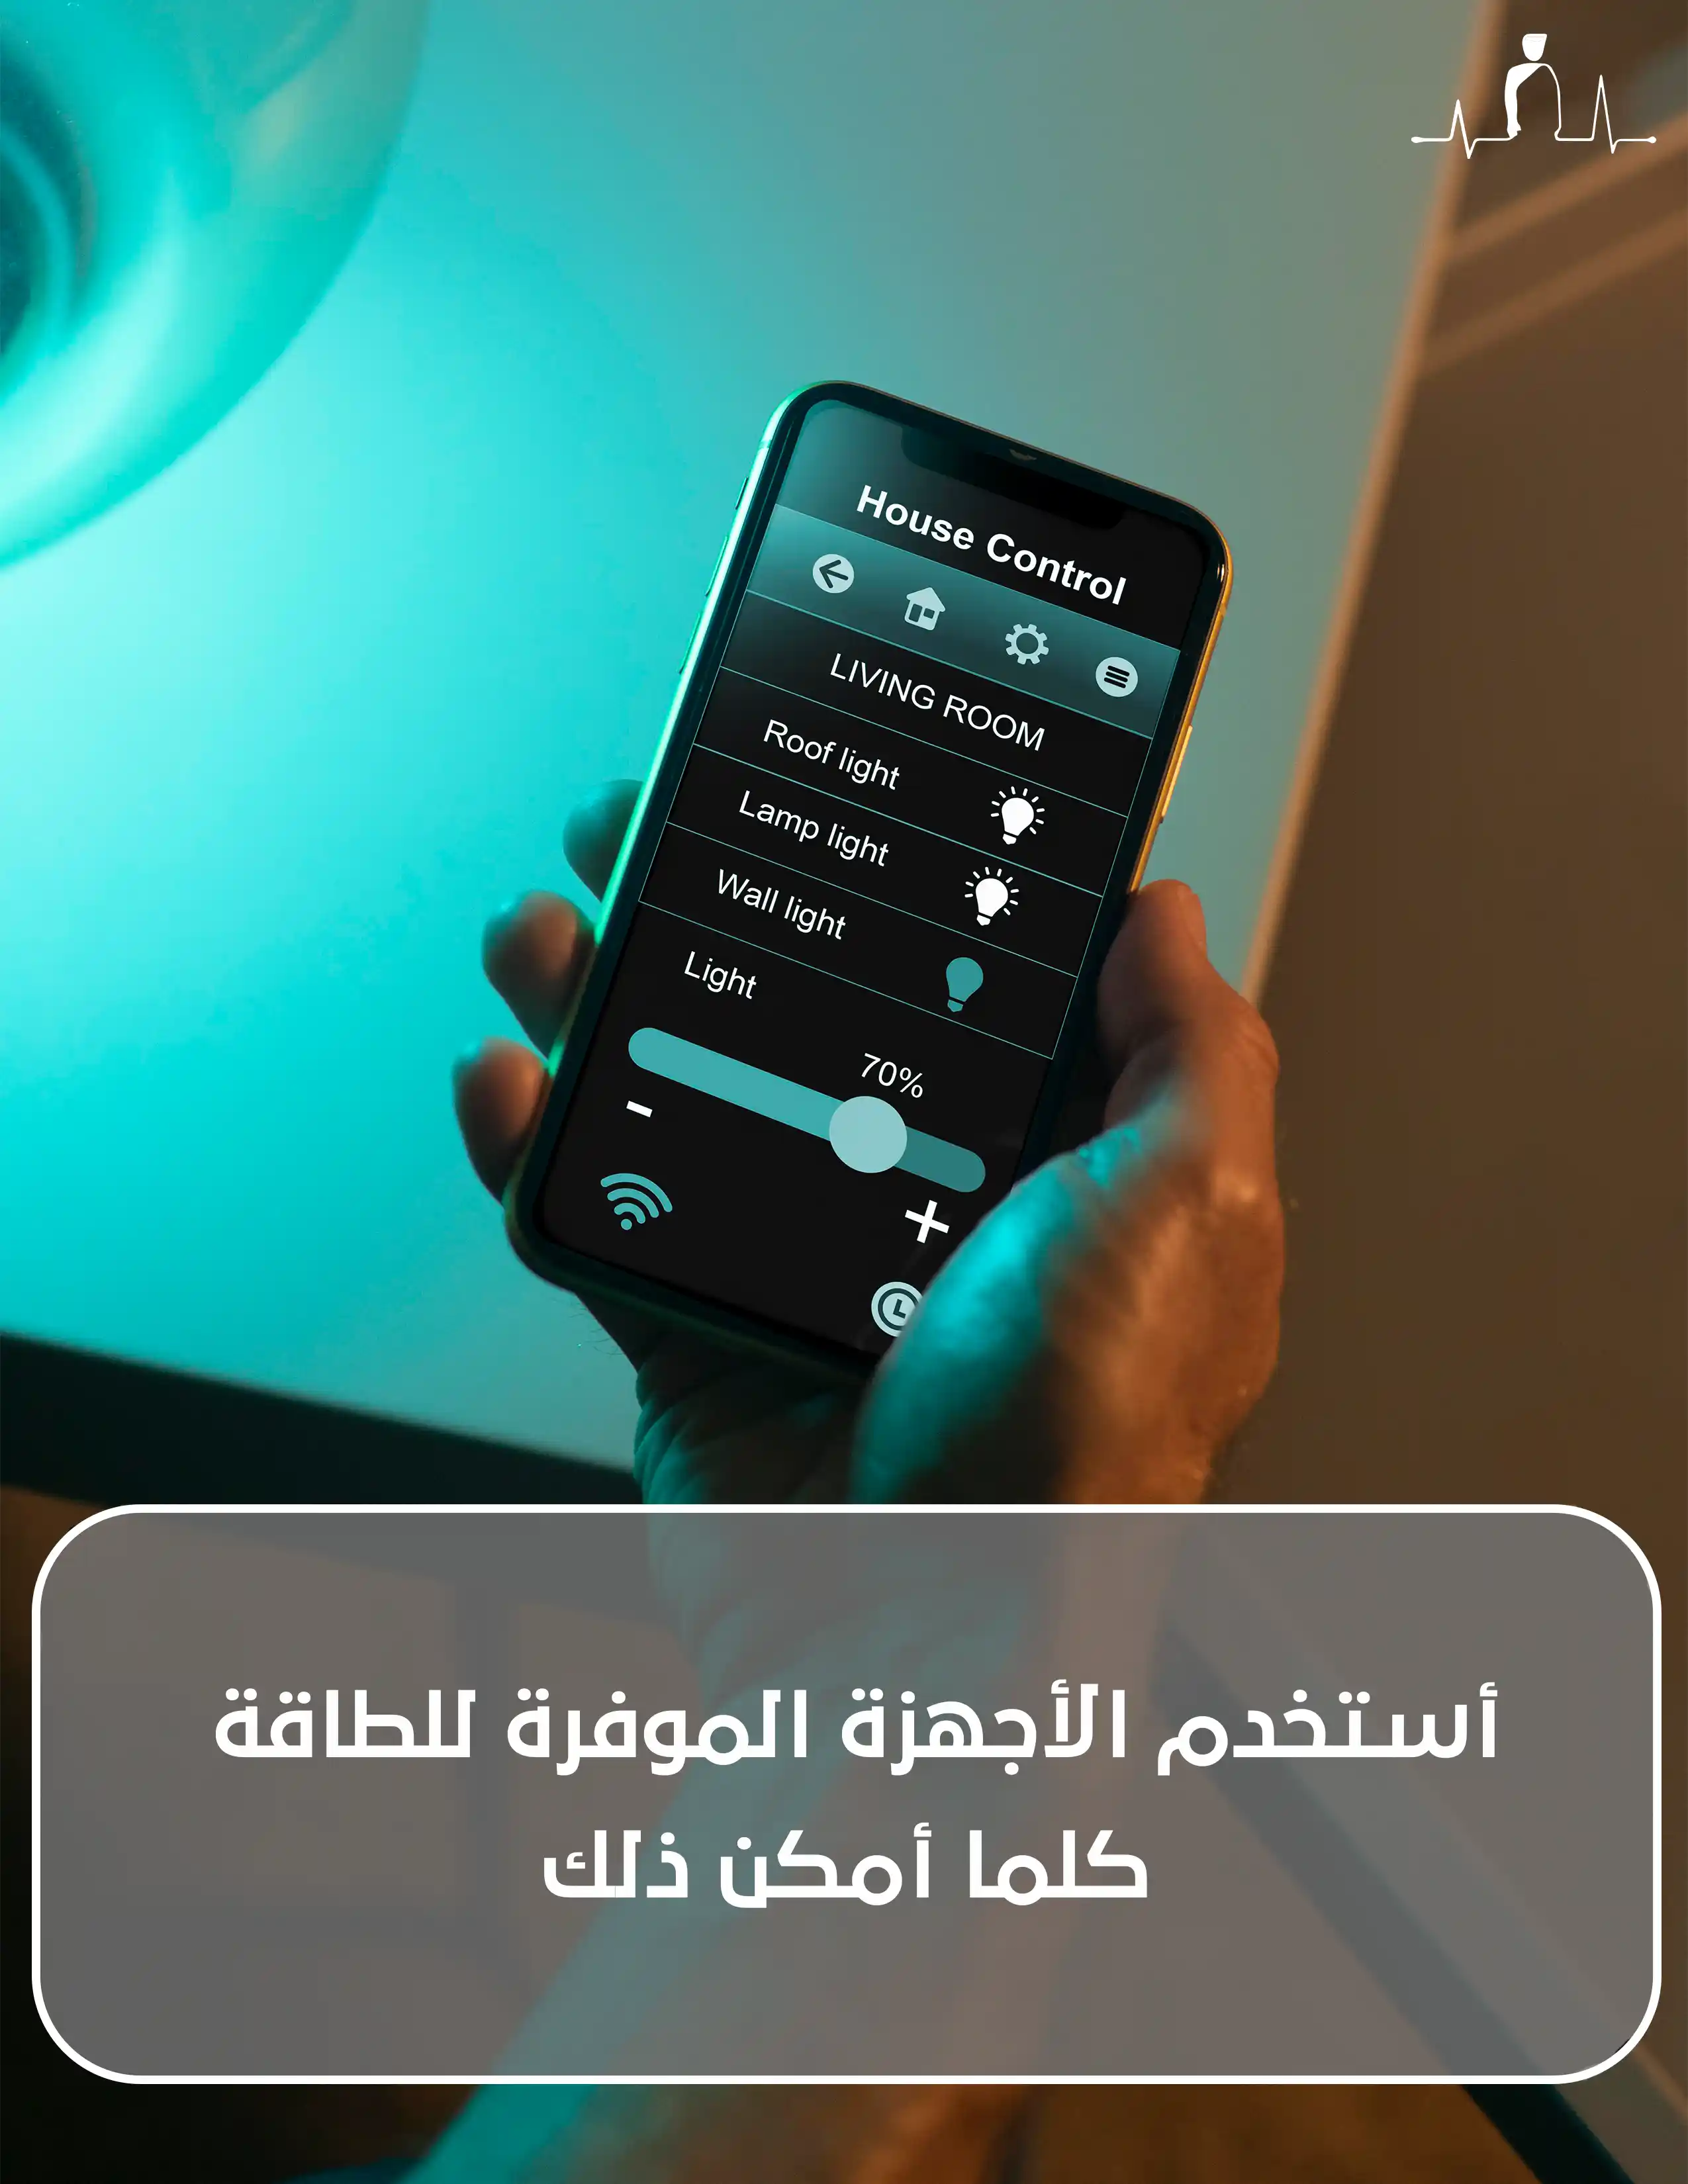 House Control
LIVING ROOM
Roof light
Lamp light
Wall light
Light
70%
-
+
أستخدم الأجهزة الموفرة للطاقة
كلما أمكن ذلك